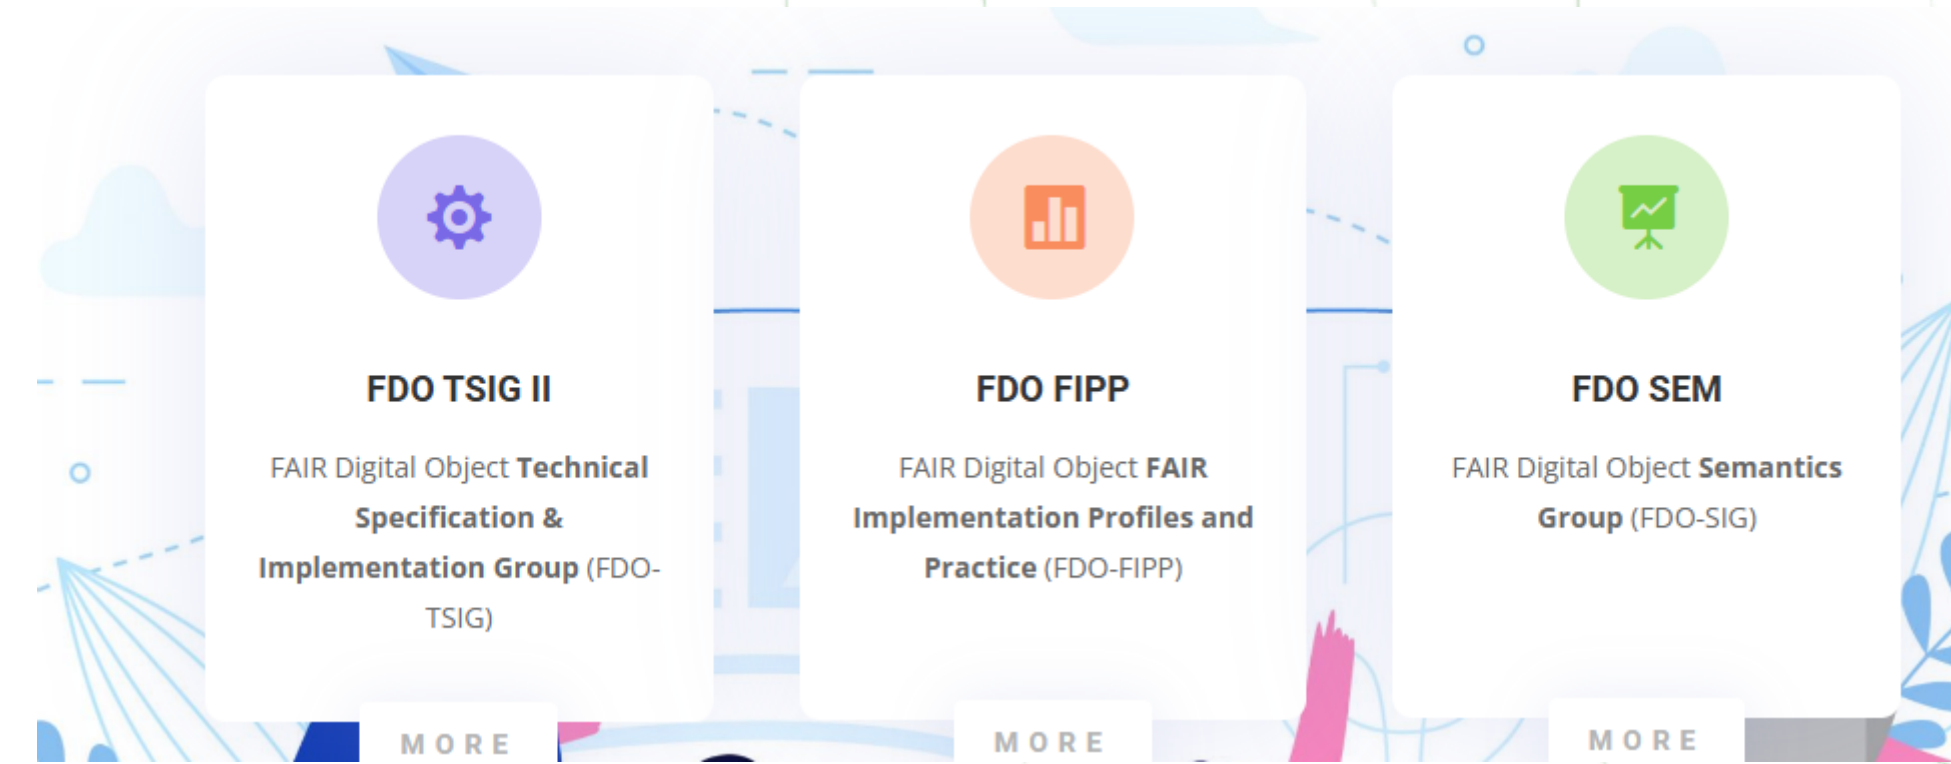 FDO TSIG II
FAIR Digital Object Technical
Specification &
Implementation Group (FDO-
TSIG)
MORE
FDO FIPP
FAIR Digital Object FAIR
Implementation Profiles and
Practice (FDO-FIPP)
MORE
FDO SEM
FAIR Digital Object Semantics
Group (FDO-SIG)
MORE